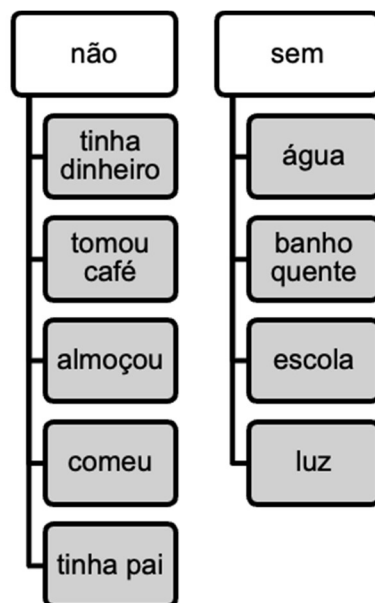 não
tinha
dinheiro
tomou
café
almoçou
comeu
tinha pai
sem
água
banho
quente
escola
luz